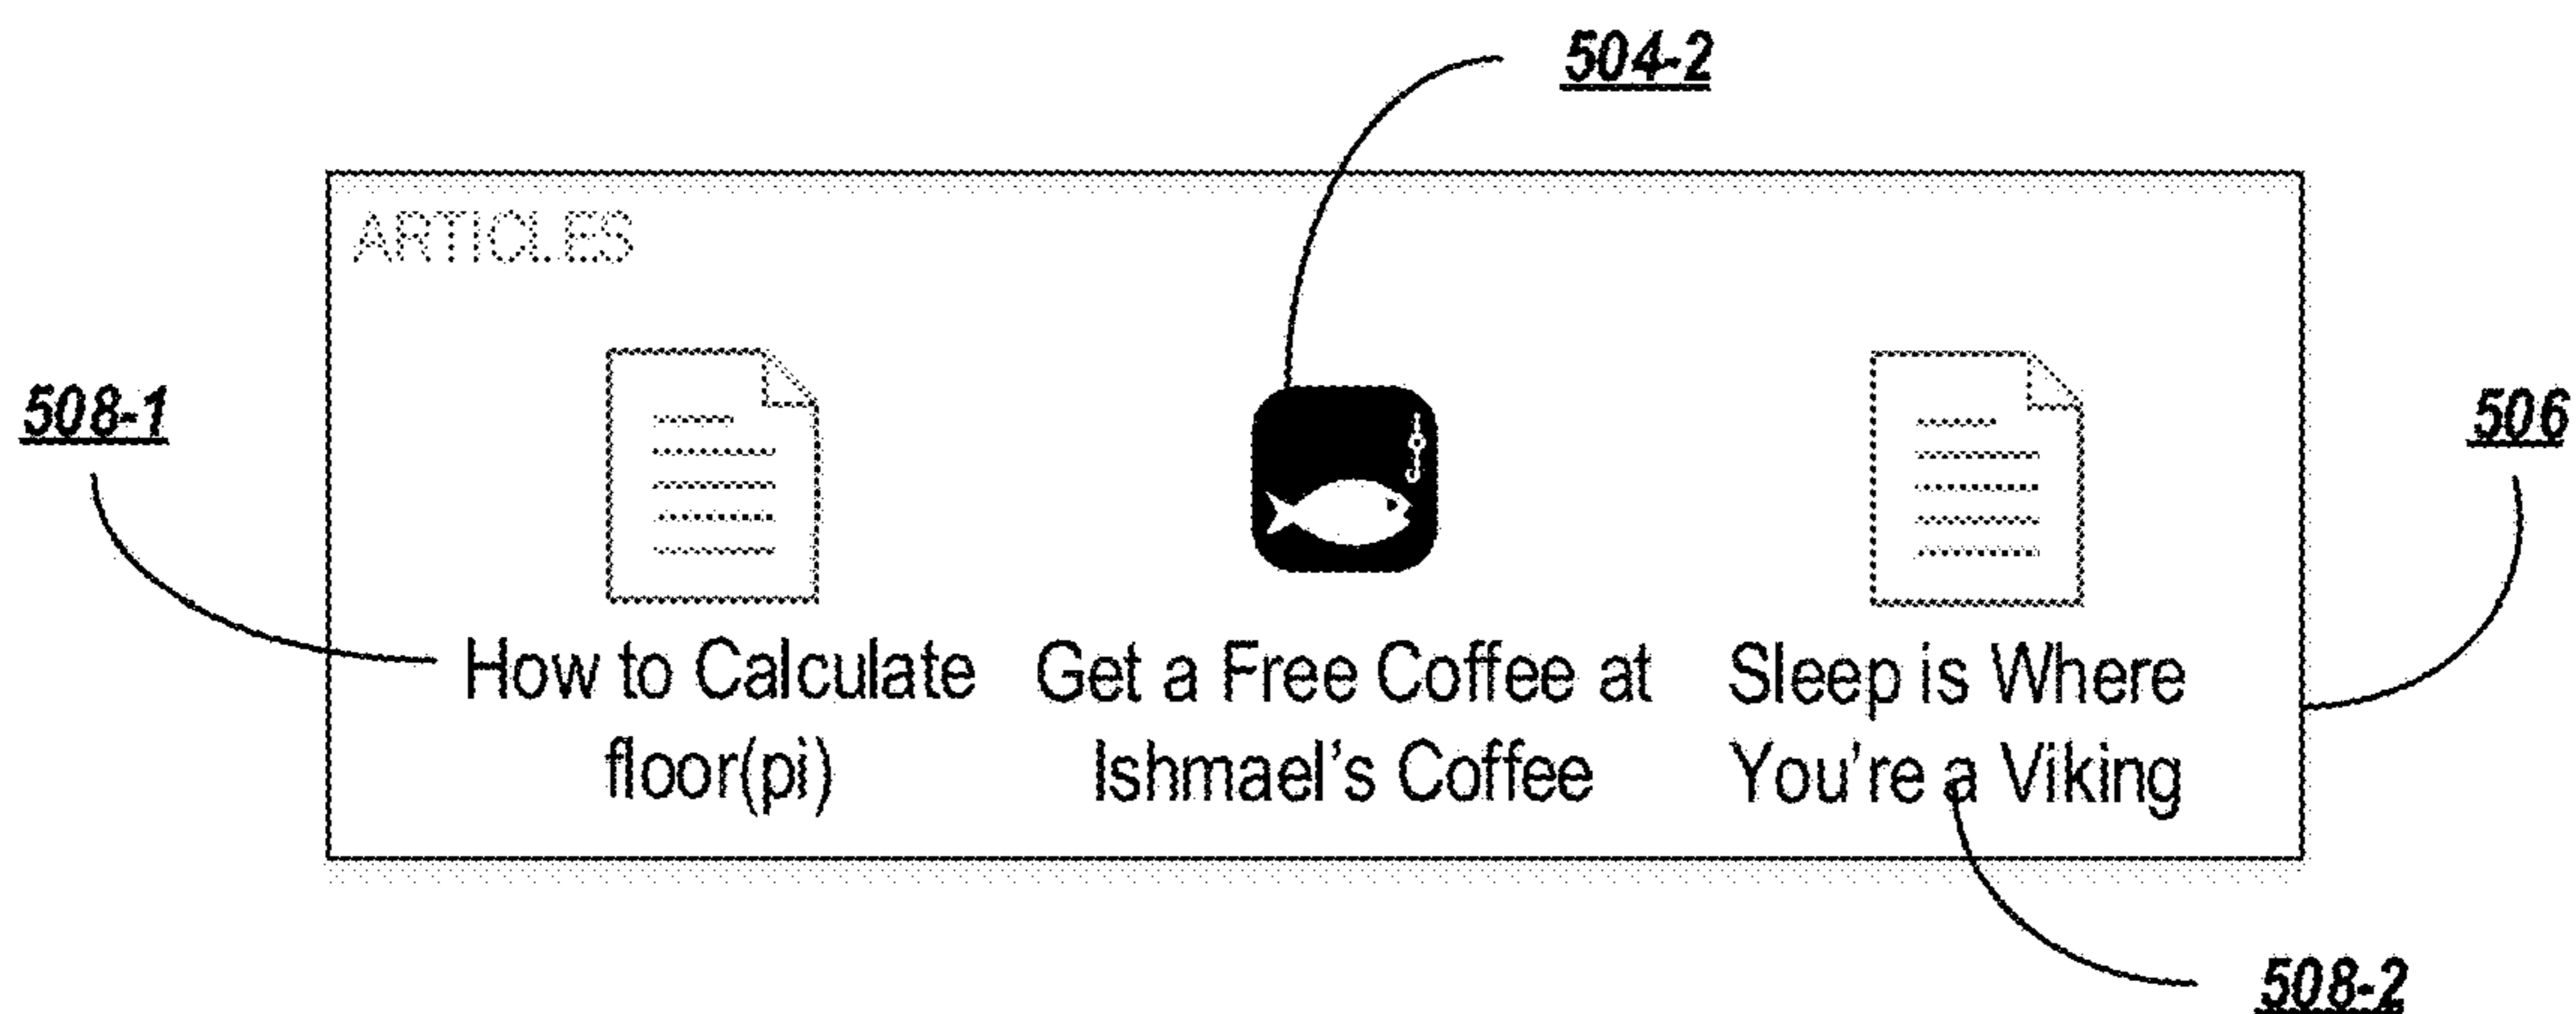 504-2
ARTICLES
508-1
506
How to Calculate
floor(pi)
Get a Free Coffee at
Ishmael's Coffee
Sleep is Where
You're a Viking
508-2